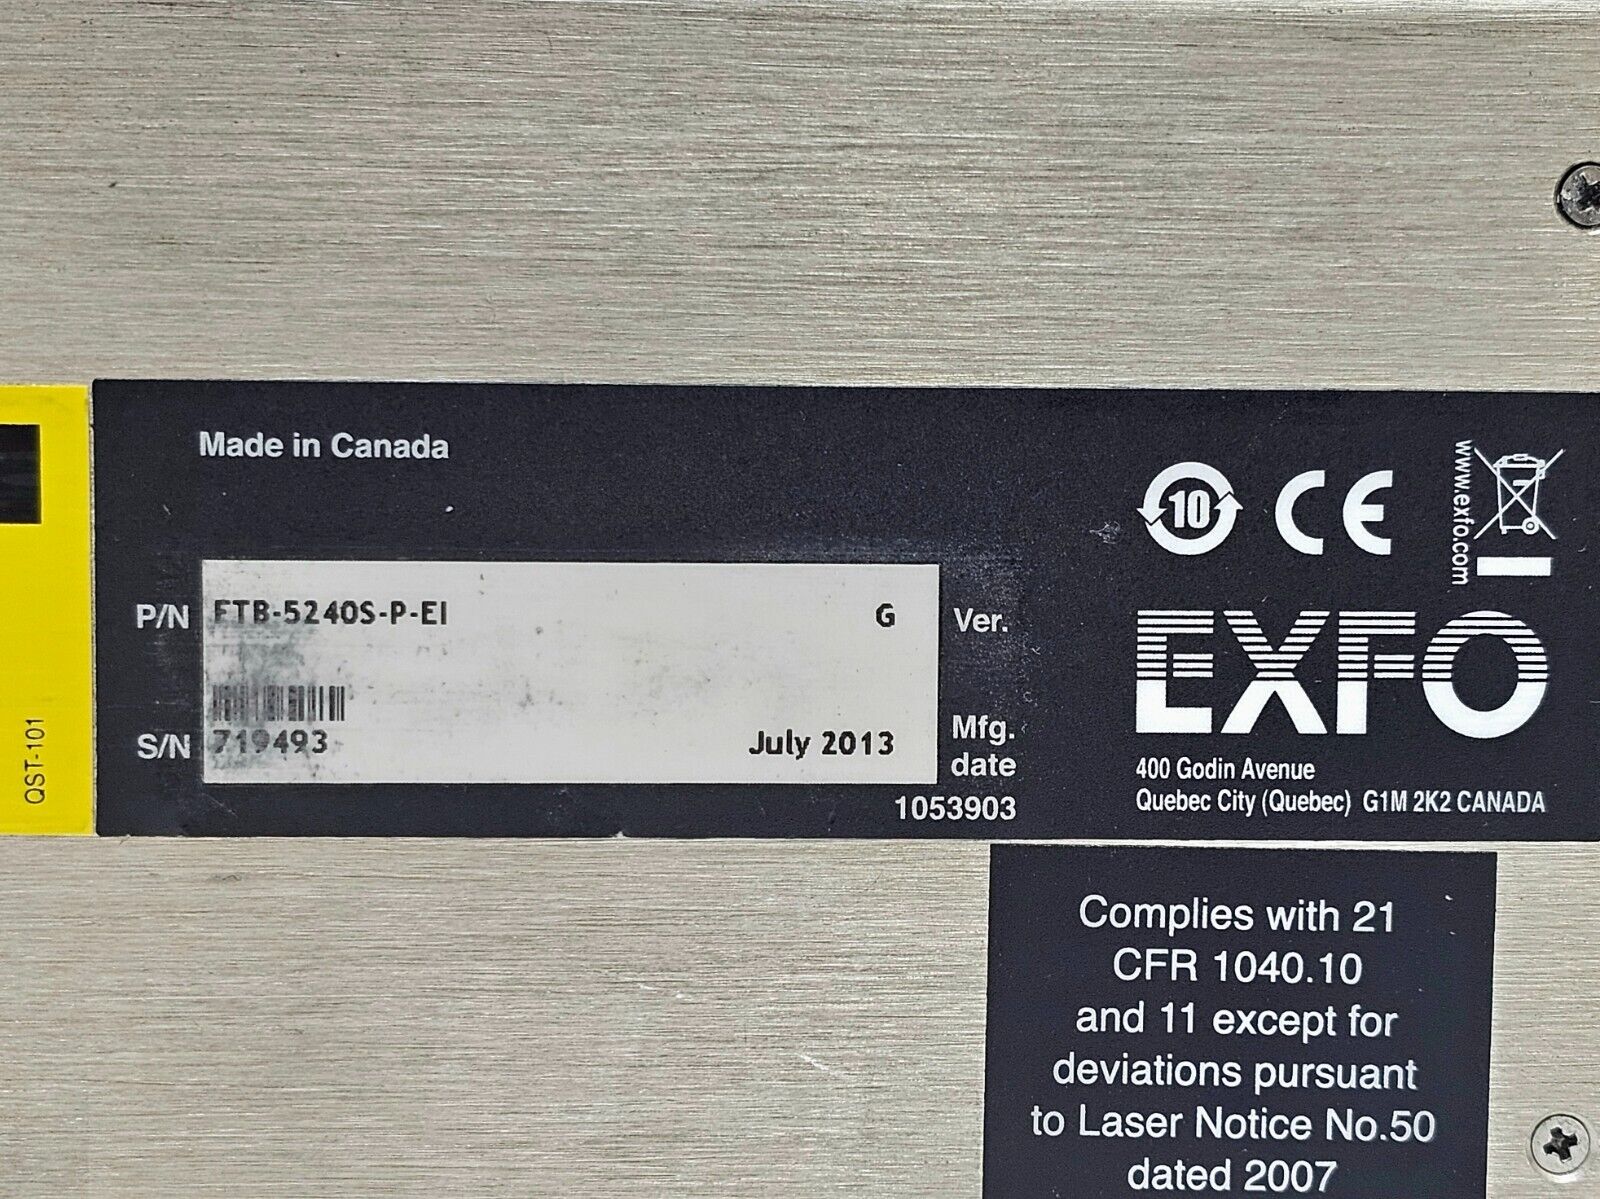 Made in Canada
10 CE
www.exfo.com
P/N FTB-5240S-P-EI G Ver.
S/N 719493 July 2013 Mfg. date
1053903
EXFO
400 Godin Avenue
Quebec City (Quebec) G1M 2K2 CANADA
QST-101
Complies with 21
CFR 1040.10
and 11 except for
deviations pursuant
to Laser Notice No.50
dated 2007